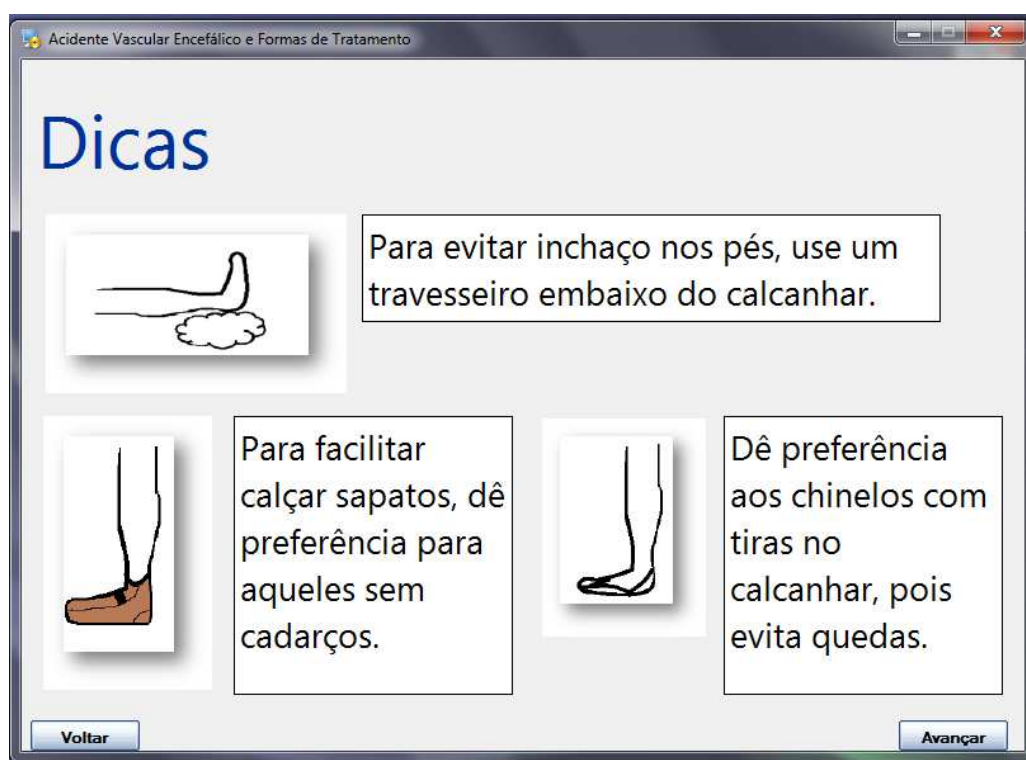 Acidente Vascular Encefálico e Formas de Tratamento
Dicas
Para evitar inchaço nos pés, use um
travesseiro embaixo do calcanhar.
Para facilitar
calçar sapatos, dê
preferência para
aqueles sem
cadarços.
Dê preferência
aos chinelos com
tiras no
calcanhar, pois
evita quedas.
Voltar
Avançar